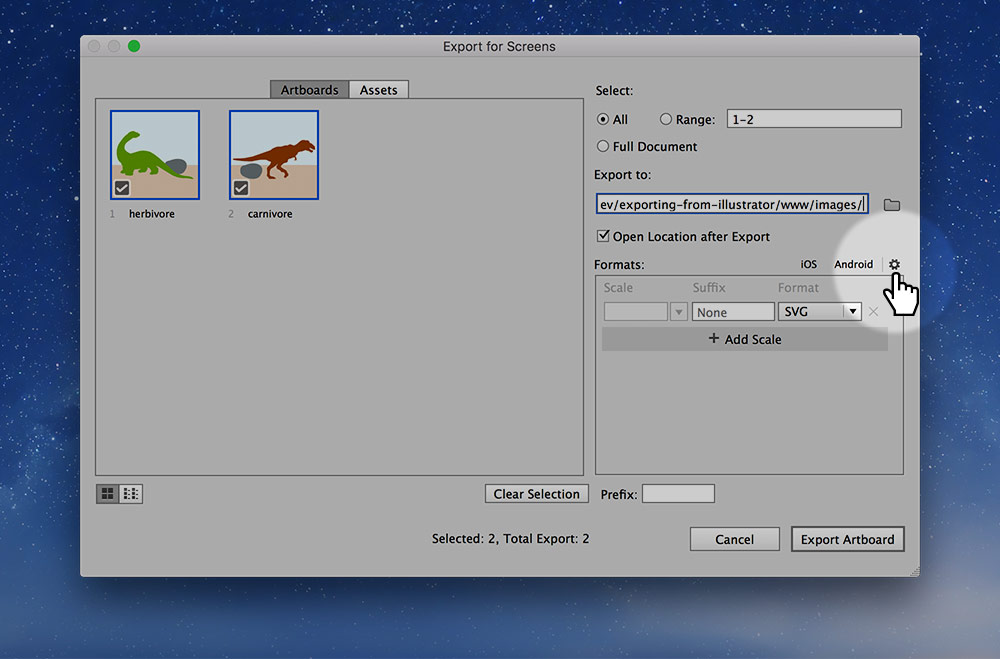 Export for Screens
Artboards Assets
1 herbivore
2 carnivore
Select:
All Range: 1-2
Full Document
Export to:
ev/exporting-from-illustrator/www/images/
Open Location after Export
Formats: iOS Android
Scale Suffix Format
None SVG
+ Add Scale
Clear Selection Prefix:
Selected: 2, Total Export: 2
Cancel Export Artboard